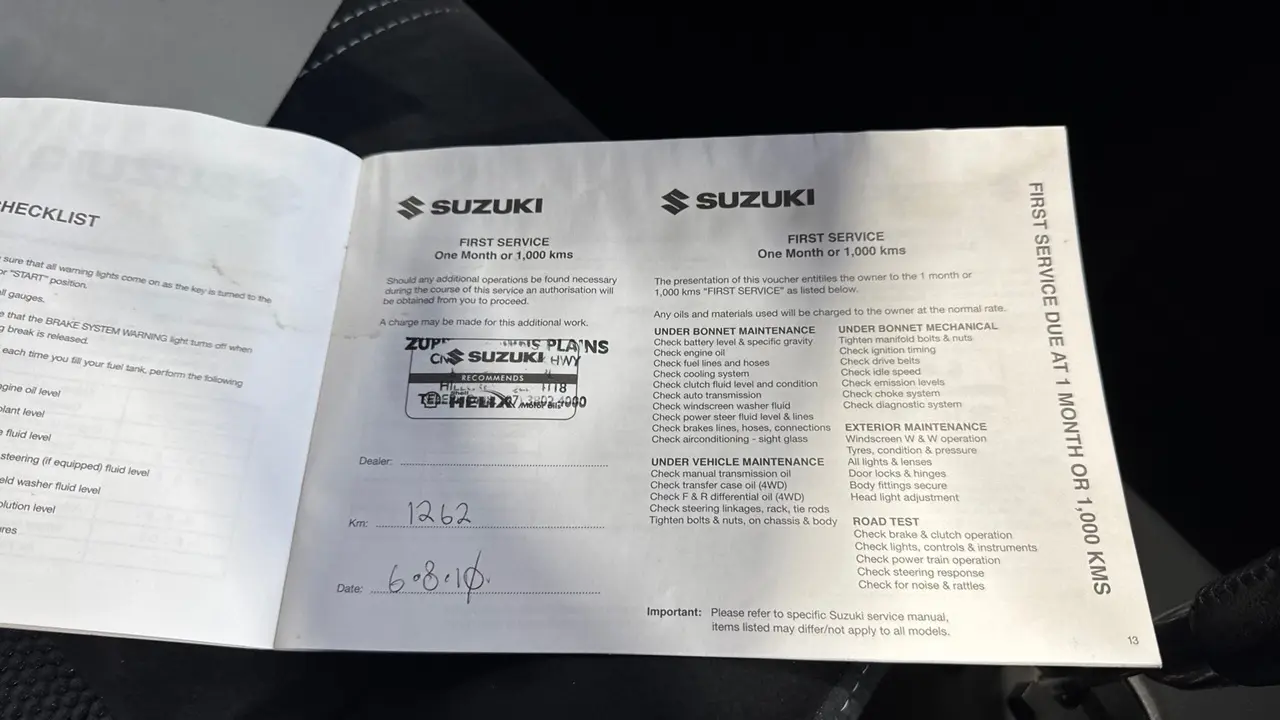 CHECKLIST
sure that all warning lights come on as the key is turned to the
or "START" position.
all gauges.
that the BRAKE SYSTEM WARNING light turns off when
break is released.
each time you fill your fuel tank, perform the following
engine oil level
fluid level
steering (if equipped) fluid level
washer fluid level
level
SUZUKI
FIRST SERVICE
One Month or 1,000 kms
Should any additional operations be found necessary
during the course of this service an authorisation will
be obtained from you to proceed.
A charge may be made for this additional work.
PLAINS
SUZUKI HWY
RECOMMENDS
HELIX
Dealer:
Km: 1262
Date: 6.8.10.
SUZUKI
FIRST SERVICE
One Month or 1,000 kms
The presentation of this voucher entitiles the owner to the 1 month or
1,000 kms "FIRST SERVICE" as listed below.
Any oils and materials used will be charged to the owner at the normal rate.
UNDER BONNET MAINTENANCE
Check battery level & specific gravity
Check engine oil
Check fuel lines and hoses
Check cooling system
Check clutch fluid level and condition
Check auto transmission
Check windscreen washer fluid
Check power steer fluid level & lines
Check brakes lines, hoses, connections
Check airconditioning - sight glass
UNDER VEHICLE MAINTENANCE
Check manual transmission oil
Check transfer case oil (4WD)
Check F & R differential oil (4WD)
Check steering linkages, rack, tie rods
Tighten bolts & nuts, on chassis & body
UNDER BONNET MECHANICAL
Tighten manifold bolts & nuts
Check ignition timing
Check drive belts
Check idle speed
Check emission levels
Check choke system
Check diagnostic system
EXTERIOR MAINTENANCE
Windscreen W & W operation
Tyres, condition & pressure
All lights & lenses
Door locks & hinges
Body fittings secure
Head light adjustment
ROAD TEST
Check brake & clutch operation
Check lights, controls & instruments
Check power train operation
Check steering response
Check for noise & rattles
Important: Please refer to specific Suzuki service manual,
items listed may differ/not apply to all models.
FIRST SERVICE DUE AT 1 MONTH OR 1,000 KMS
13